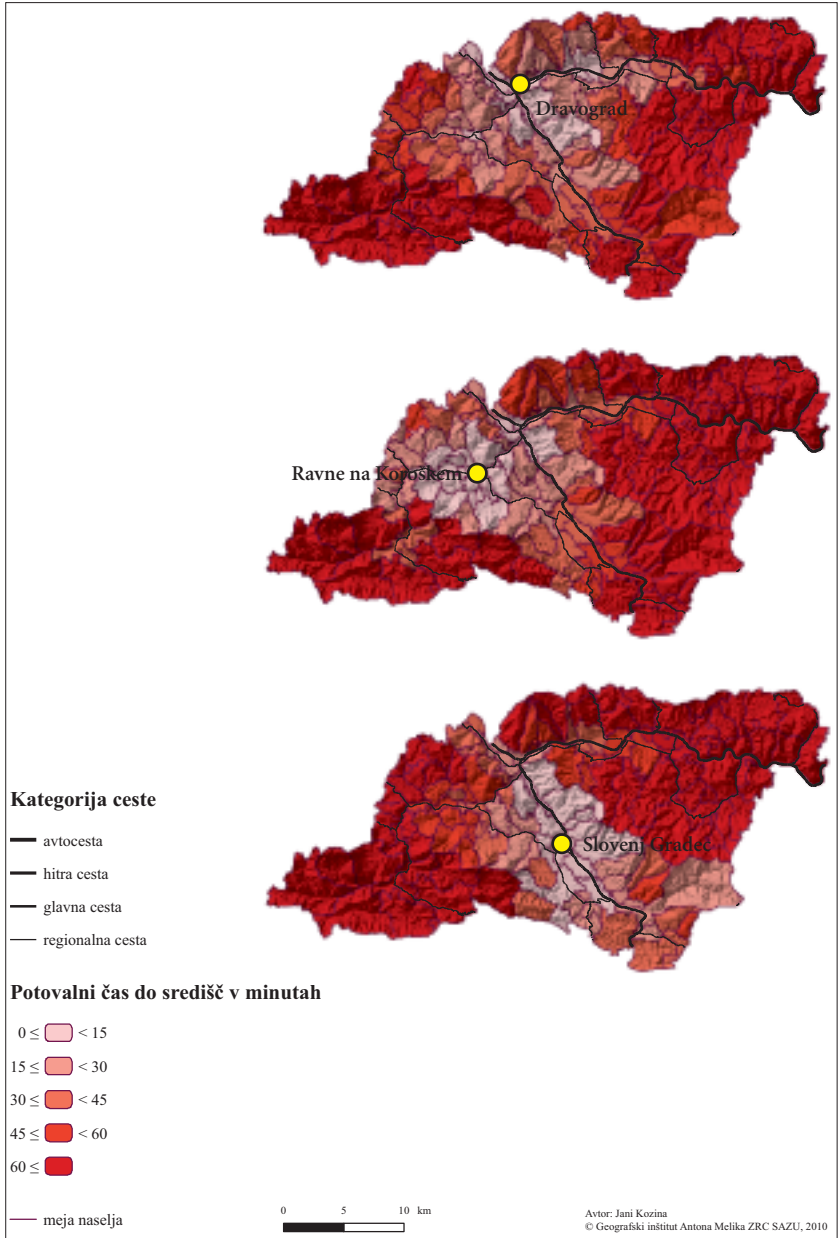 Dravograd
Ravne na Koroškem
Slovenj Gradec
Kategorija ceste
avtocesta
hitra cesta
glavna cesta
regionalna cesta
Potovalni čas do središč v minutah
0 ≤ < 15
15 ≤ < 30
30 ≤ < 45
45 ≤ < 60
60 ≤
meja naselja
0 5 10 km
Avtor: Jani Kozina
© Geografski inštitut Antona Melika ZRC SAZU, 2010